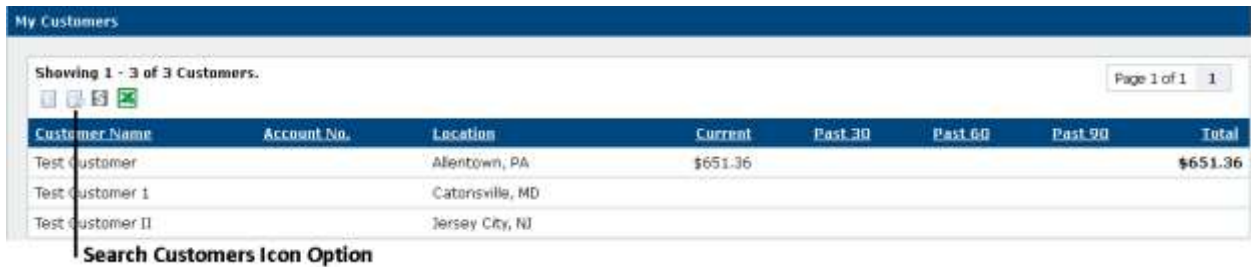 My Customers
Showing 1 - 3 of 3 Customers.
Page 1 of 1 1
Customer Name Account No. Location Current Past 30 Past 60 Past 90 Total
Test Customer Allentown, PA $651.36 $651.36
Test Customer 1 Catonsville, MD
Test Customer II Jersey City, NJ
Search Customers Icon Option